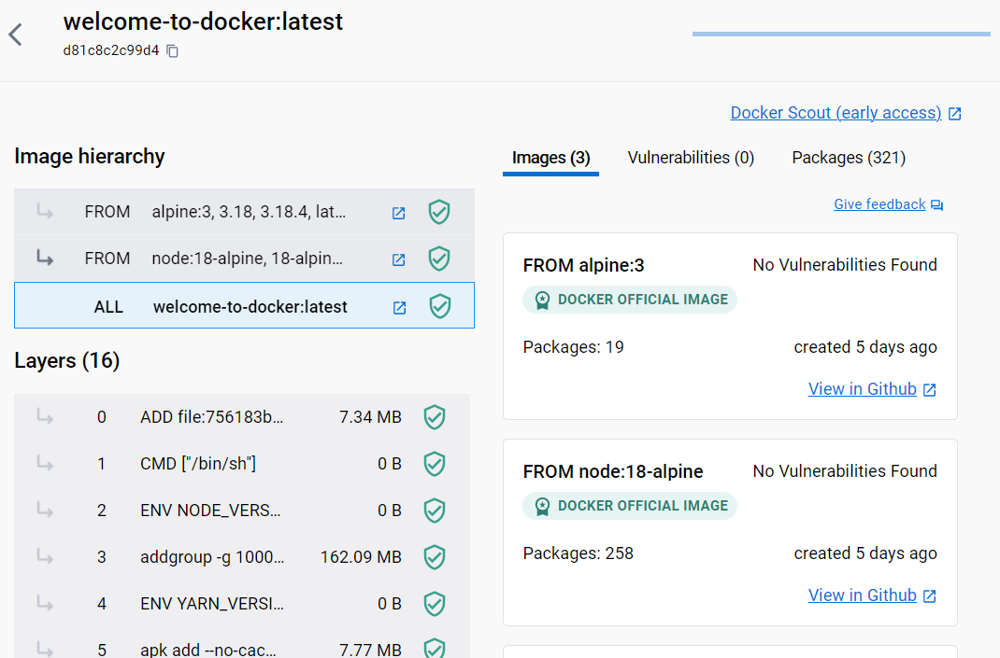 welcome-to-docker:latest
d81c8c2c99d4
Docker Scout (early access)
Image hierarchy
FROM alpine:3, 3.18, 3.18.4, lat...
FROM node:18-alpine, 18-alpin...
ALL welcome-to-docker:latest
Layers (16)
0 ADD file:756183b... 7.34 MB
1 CMD ["/bin/sh"] 0 B
2 ENV NODE_VERS... 0 B
3 addgroup -g 1000... 162.09 MB
4 ENV YARN_VERSI... 0 B
5 apk add --no-cac... 7.77 MB
Images (3) Vulnerabilities (0) Packages (321)
Give feedback
FROM alpine:3 No Vulnerabilities Found
DOCKER OFFICIAL IMAGE
Packages: 19 created 5 days ago
View in Github
FROM node:18-alpine No Vulnerabilities Found
DOCKER OFFICIAL IMAGE
Packages: 258 created 5 days ago
View in Github